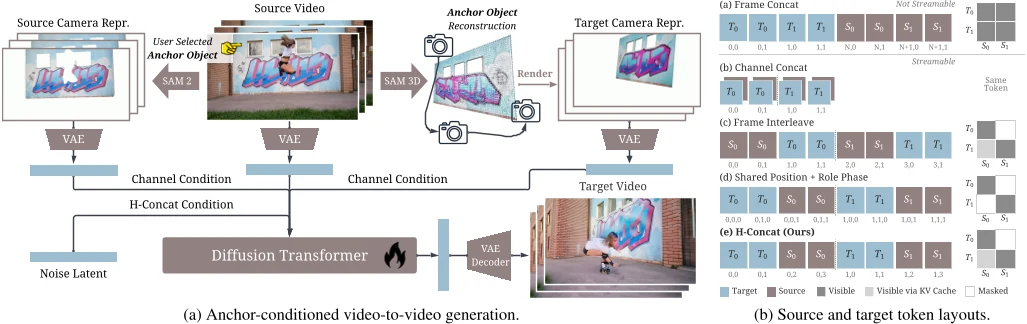 Source Camera Repr.
Source Video
User Selected
Anchor Object
SAM 2
SAM 3D
Anchor Object
Reconstruction
Render
Target Camera Repr.
VAE
VAE
VAE
Channel Condition
Channel Condition
H-Concat Condition
Noise Latent
Diffusion Transformer
VAE
Decoder
Target Video
(a) Anchor-conditioned video-to-video generation.
(a) Frame Concat
Not Streamable
T0 T0 T1 T1 S0 S0 S1 S1
0,0 0,1 1,0 1,1 N,0 N,1 N+1,0 N+1,1
T0
T1
S0 S1
(b) Channel Concat
Streamable
T0 T0 T1 T1
0,0 0,1 1,0 1,1
Same
Token
(c) Frame Interleave
S0 S0 T0 T0 S1 S1 T1 T1
0,0 0,1 1,0 1,1 2,0 2,1 3,0 3,1
T0
T1
S0 S1
(d) Shared Position + Role Phase
T0 T0 S0 S0 T1 T1 S1 S1
0,0,0 0,1,0 0,0,1 0,1,1 1,0,0 1,1,0 1,0,1 1,1,1
T0
T1
S0 S1
(e) H-Concat (Ours)
T0 T0 S0 S0 T1 T1 S1 S1
0,0 0,1 0,2 0,3 1,0 1,1 1,2 1,3
T0
T1
S0 S1
Target Source Visible Visible via KV Cache Masked
(b) Source and target token layouts.